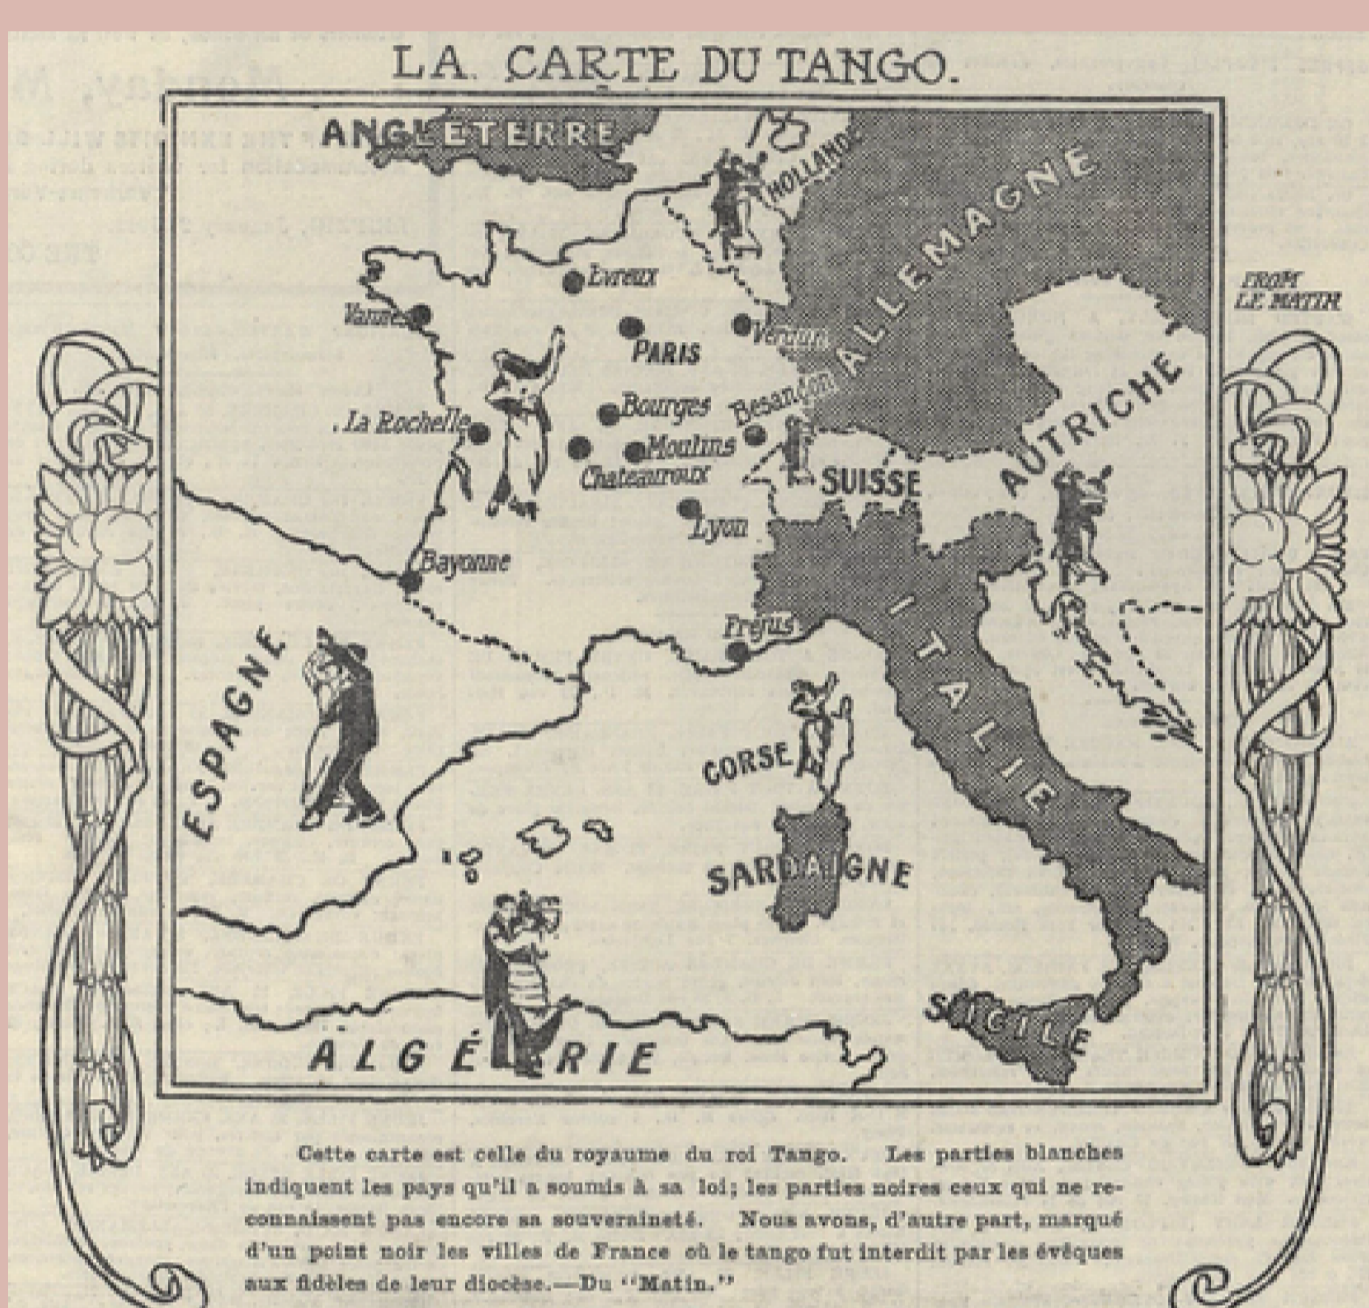 LA CARTE DU TANGO.
ANGLETERRE
HOLLANDE
ALLEMAGNE
FROM
LE MATIN
Evreux
Vannes
PARIS
Verdun
AUTRICHE
Bourges
Besançon
La Rochelle
Moulins
Chateauroux
SUISSE
Lyon
Bayonne
Fréjus
ITALIE
ESPAGNE
CORSE
SARDAIGNE
SICILE
ALGÉRIE
Cette carte est celle du royaume du roi Tango. Les parties blanches
indiquent les pays qu'il a soumis à sa loi; les parties noires ceux qui ne re-
connaissent pas encore sa souveraineté. Nous avons, d'autre part, marqué
d'un point noir les villes de France où le tango fut interdit par les évêques
aux fidèles de leur diocèse.—Du "Matin."